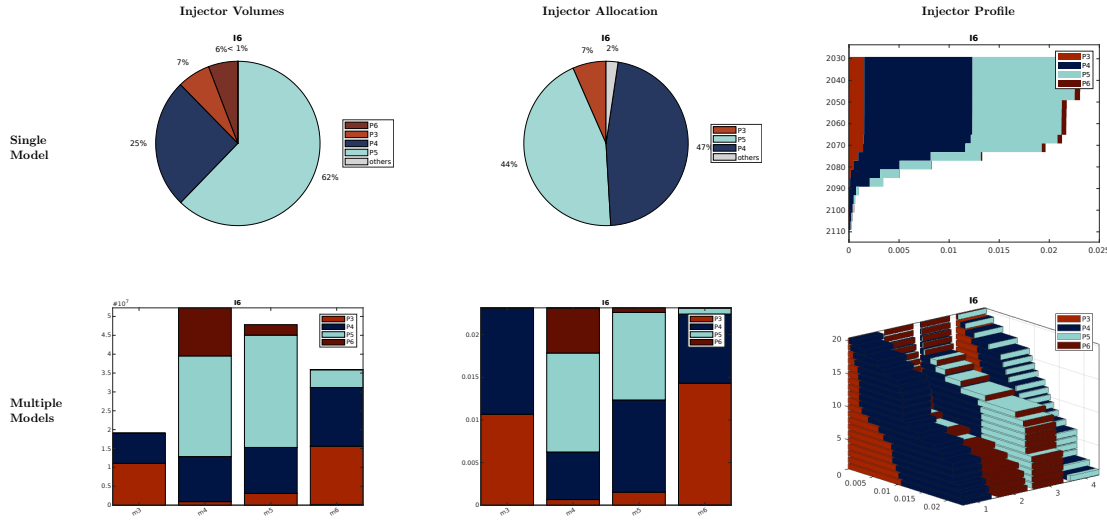 Injector Volumes
Injector Allocation
Injector Profile
Single
Model
I6
6%
< 1%
7%
25%
62%
P6
P3
P4
P5
others
I6
7%
2%
44%
47%
P3
P5
P4
others
I6
2030
2040
2050
2060
2070
2080
2090
2100
2110
0
0.005
0.01
0.015
0.02
0.025
P3
P4
P5
P6
Multiple
Models
#10^7
I6
5
4.5
4
3.5
3
2.5
2
1.5
1
0.5
0
m3
m4
m5
m6
P3
P4
P5
P6
I6
0.02
0.015
0.01
0.005
0
m3
m4
m5
m6
P3
P4
P5
P6
I6
20
15
10
5
0
0.005
0.01
0.015
0.02
1
2
3
4
P3
P4
P5
P6